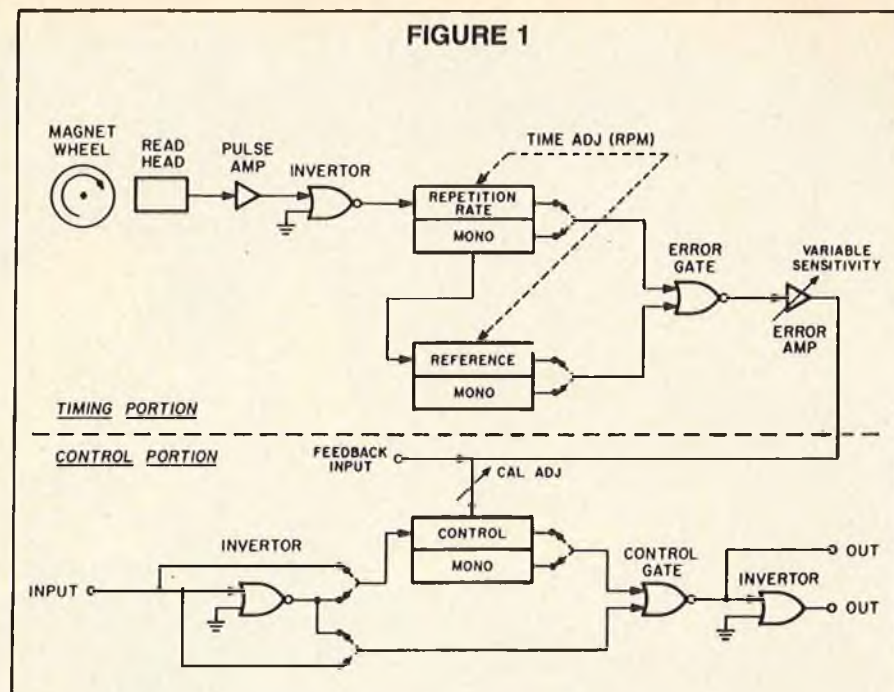 FIGURE 1
MAGNET
WHEEL
READ
HEAD
PULSE
AMP
INVERTOR
TIME ADJ (RPM)
REPETITION
RATE
MONO
REFERENCE
MONO
ERROR
GATE
VARIABLE
SENSITIVITY
ERROR
AMP
TIMING PORTION
CONTROL PORTION
FEEDBACK
INPUT
CAL ADJ
INPUT
INVERTOR
CONTROL
MONO
CONTROL
GATE
INVERTOR
OUT
OUT